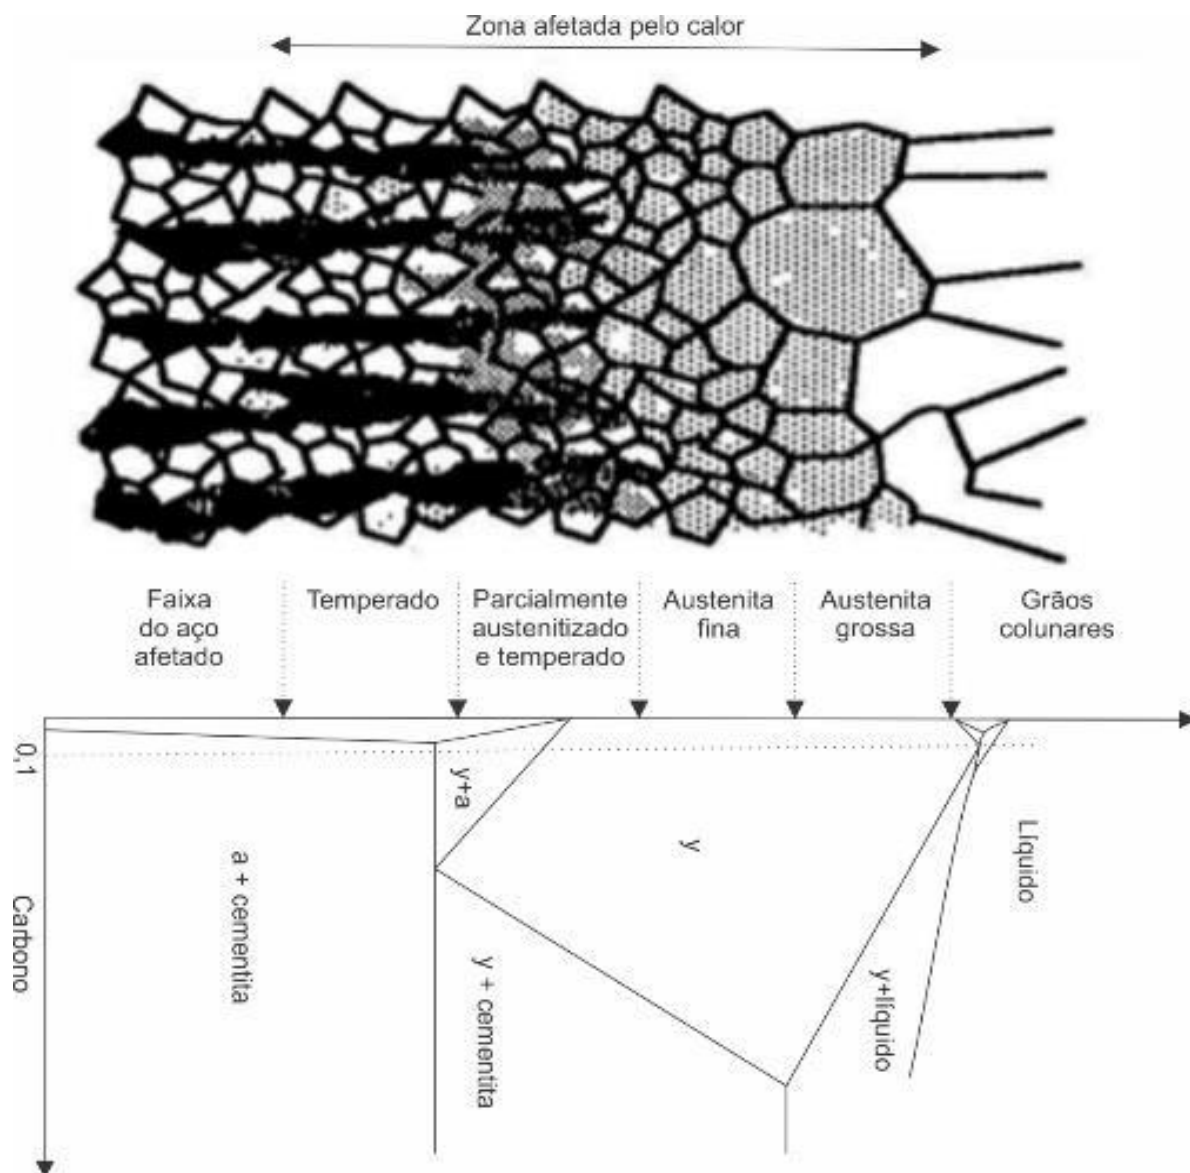 Zona afetada pelo calor
Faixa
do aço
afetado
Temperado
Parcialmente
austenitizado
e temperado
Austenita
fina
Austenita
grossa
Grãos
colunares
0,1
Carbono
a + cementita
y+a
y + cementita
y
y+líquido
Líquido